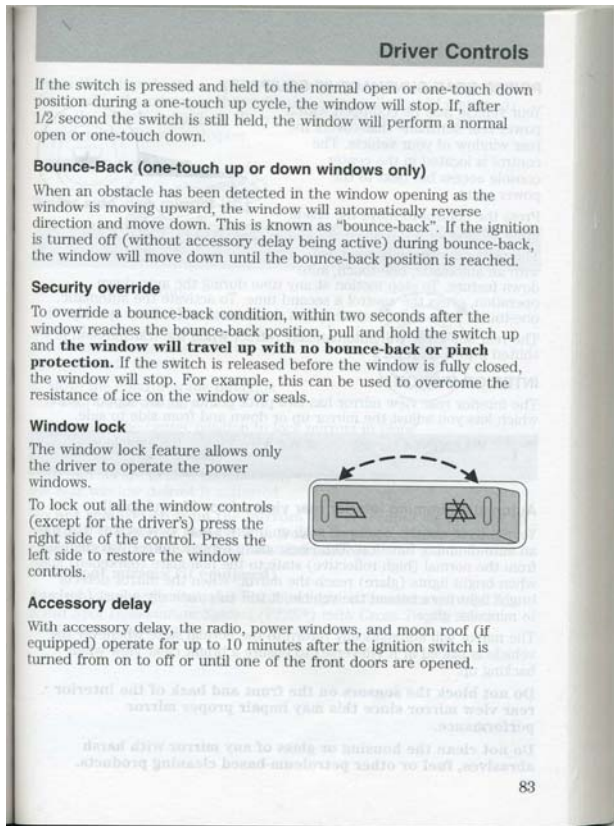 Driver Controls
If the switch is pressed and held to the normal open or one-touch down
position during a one-touch up cycle, the window will stop. If, after
1/2 second the switch is still held, the window will perform a normal
open or one-touch down.
Bounce-Back (one-touch up or down windows only)
When an obstacle has been detected in the window opening as the
window is moving upward, the window will automatically reverse
direction and move down. This is known as “bounce-back”. If the ignition
is turned off (without accessory delay being active) during bounce-back,
the window will move down until the bounce-back position is reached.
Security override
To override a bounce-back condition, within two seconds after the
window reaches the bounce-back position, pull and hold the switch up
and the window will travel up with no bounce-back or pinch
protection. If the switch is released before the window is fully closed,
the window will stop. For example, this can be used to overcome the
resistance of ice on the window or seals.
Window lock
The window lock feature allows only
the driver to operate the power
windows.
To lock out all the window controls
(except for the driver’s) press the
right side of the control. Press the
left side to restore the window
controls.
Accessory delay
With accessory delay, the radio, power windows, and moon roof (if
equipped) operate for up to 10 minutes after the ignition switch is
turned from on to off or until one of the front doors are opened.
83